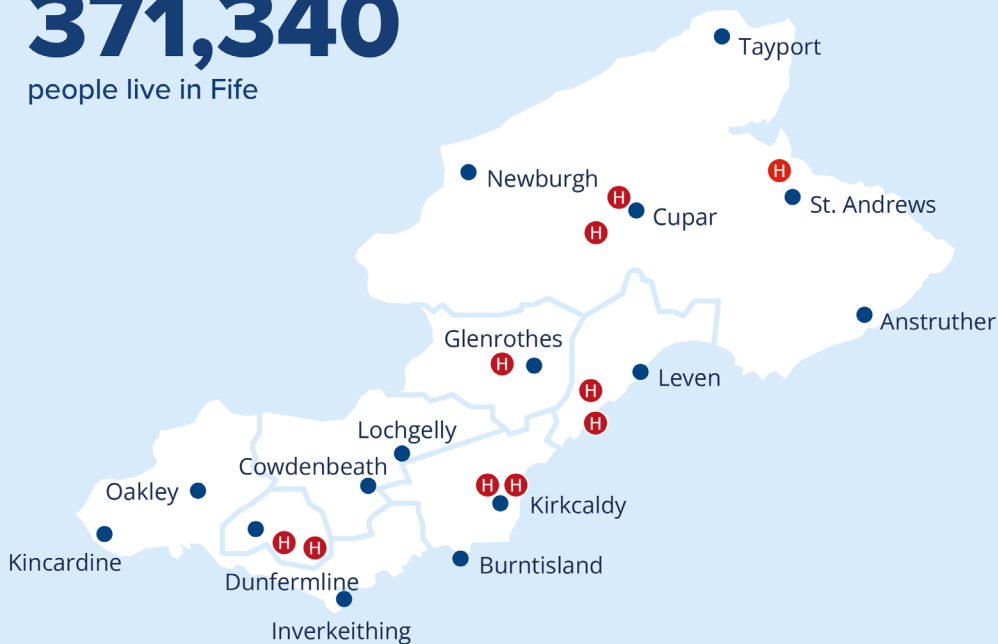 371,340
people live in Fife
Tayport
Newburgh
H
H
St. Andrews
H
Cupar
Anstruther
Glenrothes
H
Leven
H
H
Lochgelly
Cowdenbeath
H H
Oakley
Kirkcaldy
H H
Kincardine
Burntisland
Dunfermline
Inverkeithing